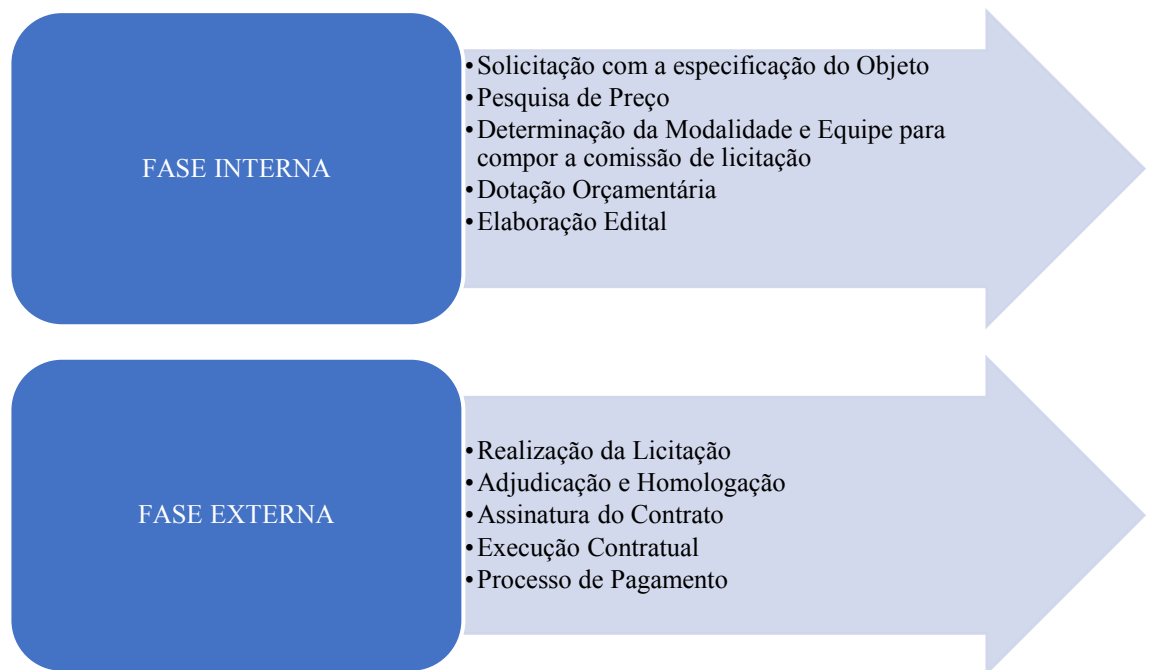 FASE INTERNA
•Solicitação com a especificação do Objeto
•Pesquisa de Preço
•Determinação da Modalidade e Equipe para
compor a comissão de licitação
•Dotação Orçamentária
•Elaboração Edital
FASE EXTERNA
•Realização da Licitação
•Adjudicação e Homologação
•Assinatura do Contrato
•Execução Contratual
•Processo de Pagamento